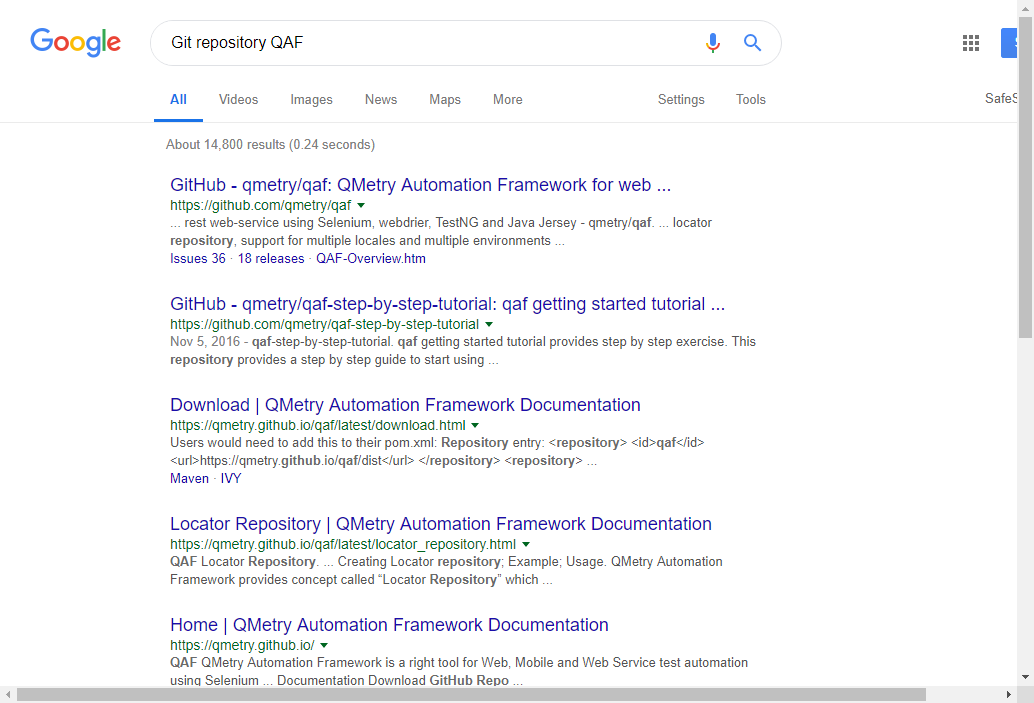 Google
Git repository QAF
All Videos Images News Maps More Settings Tools
About 14,800 results (0.24 seconds)
GitHub - qmetry/qaf: QMetry Automation Framework for web ...
https://github.com/qmetry/qaf
... rest web-service using Selenium, webdrier, TestNG and Java Jersey - qmetry/qaf. ... locator
repository, support for multiple locales and multiple environments ...
Issues 36 · 18 releases · QAF-Overview.htm
GitHub - qmetry/qaf-step-by-step-tutorial: qaf getting started tutorial ...
https://github.com/qmetry/qaf-step-by-step-tutorial
Nov 5, 2016 - qaf-step-by-step-tutorial. qaf getting started tutorial provides step by step exercise. This
repository provides a step by step guide to start using ...
Download | QMetry Automation Framework Documentation
https://qmetry.github.io/qaf/latest/download.html
Users would need to add this to their pom.xml: Repository entry: <repository> <id>qaf</id>
<url>https://qmetry.github.io/qaf/dist</url> </repository> <repository> ...
Maven · IVY
Locator Repository | QMetry Automation Framework Documentation
https://qmetry.github.io/qaf/latest/locator_repository.html
QAF Locator Repository. ... Creating Locator repository; Example; Usage. QMetry Automation
Framework provides concept called “Locator Repository” which ...
Home | QMetry Automation Framework Documentation
https://qmetry.github.io/
QAF QMetry Automation Framework is a right tool for Web, Mobile and Web Service test automation
using Selenium ... Documentation Download GitHub Repo ...